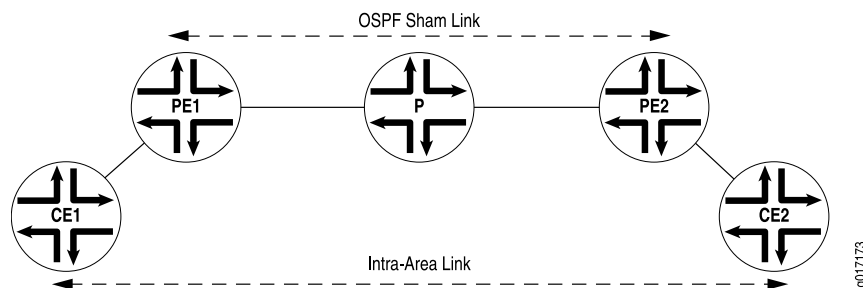 OSPF Sham Link
PE1
P
PE2
CE1
CE2
Intra-Area Link
g017173